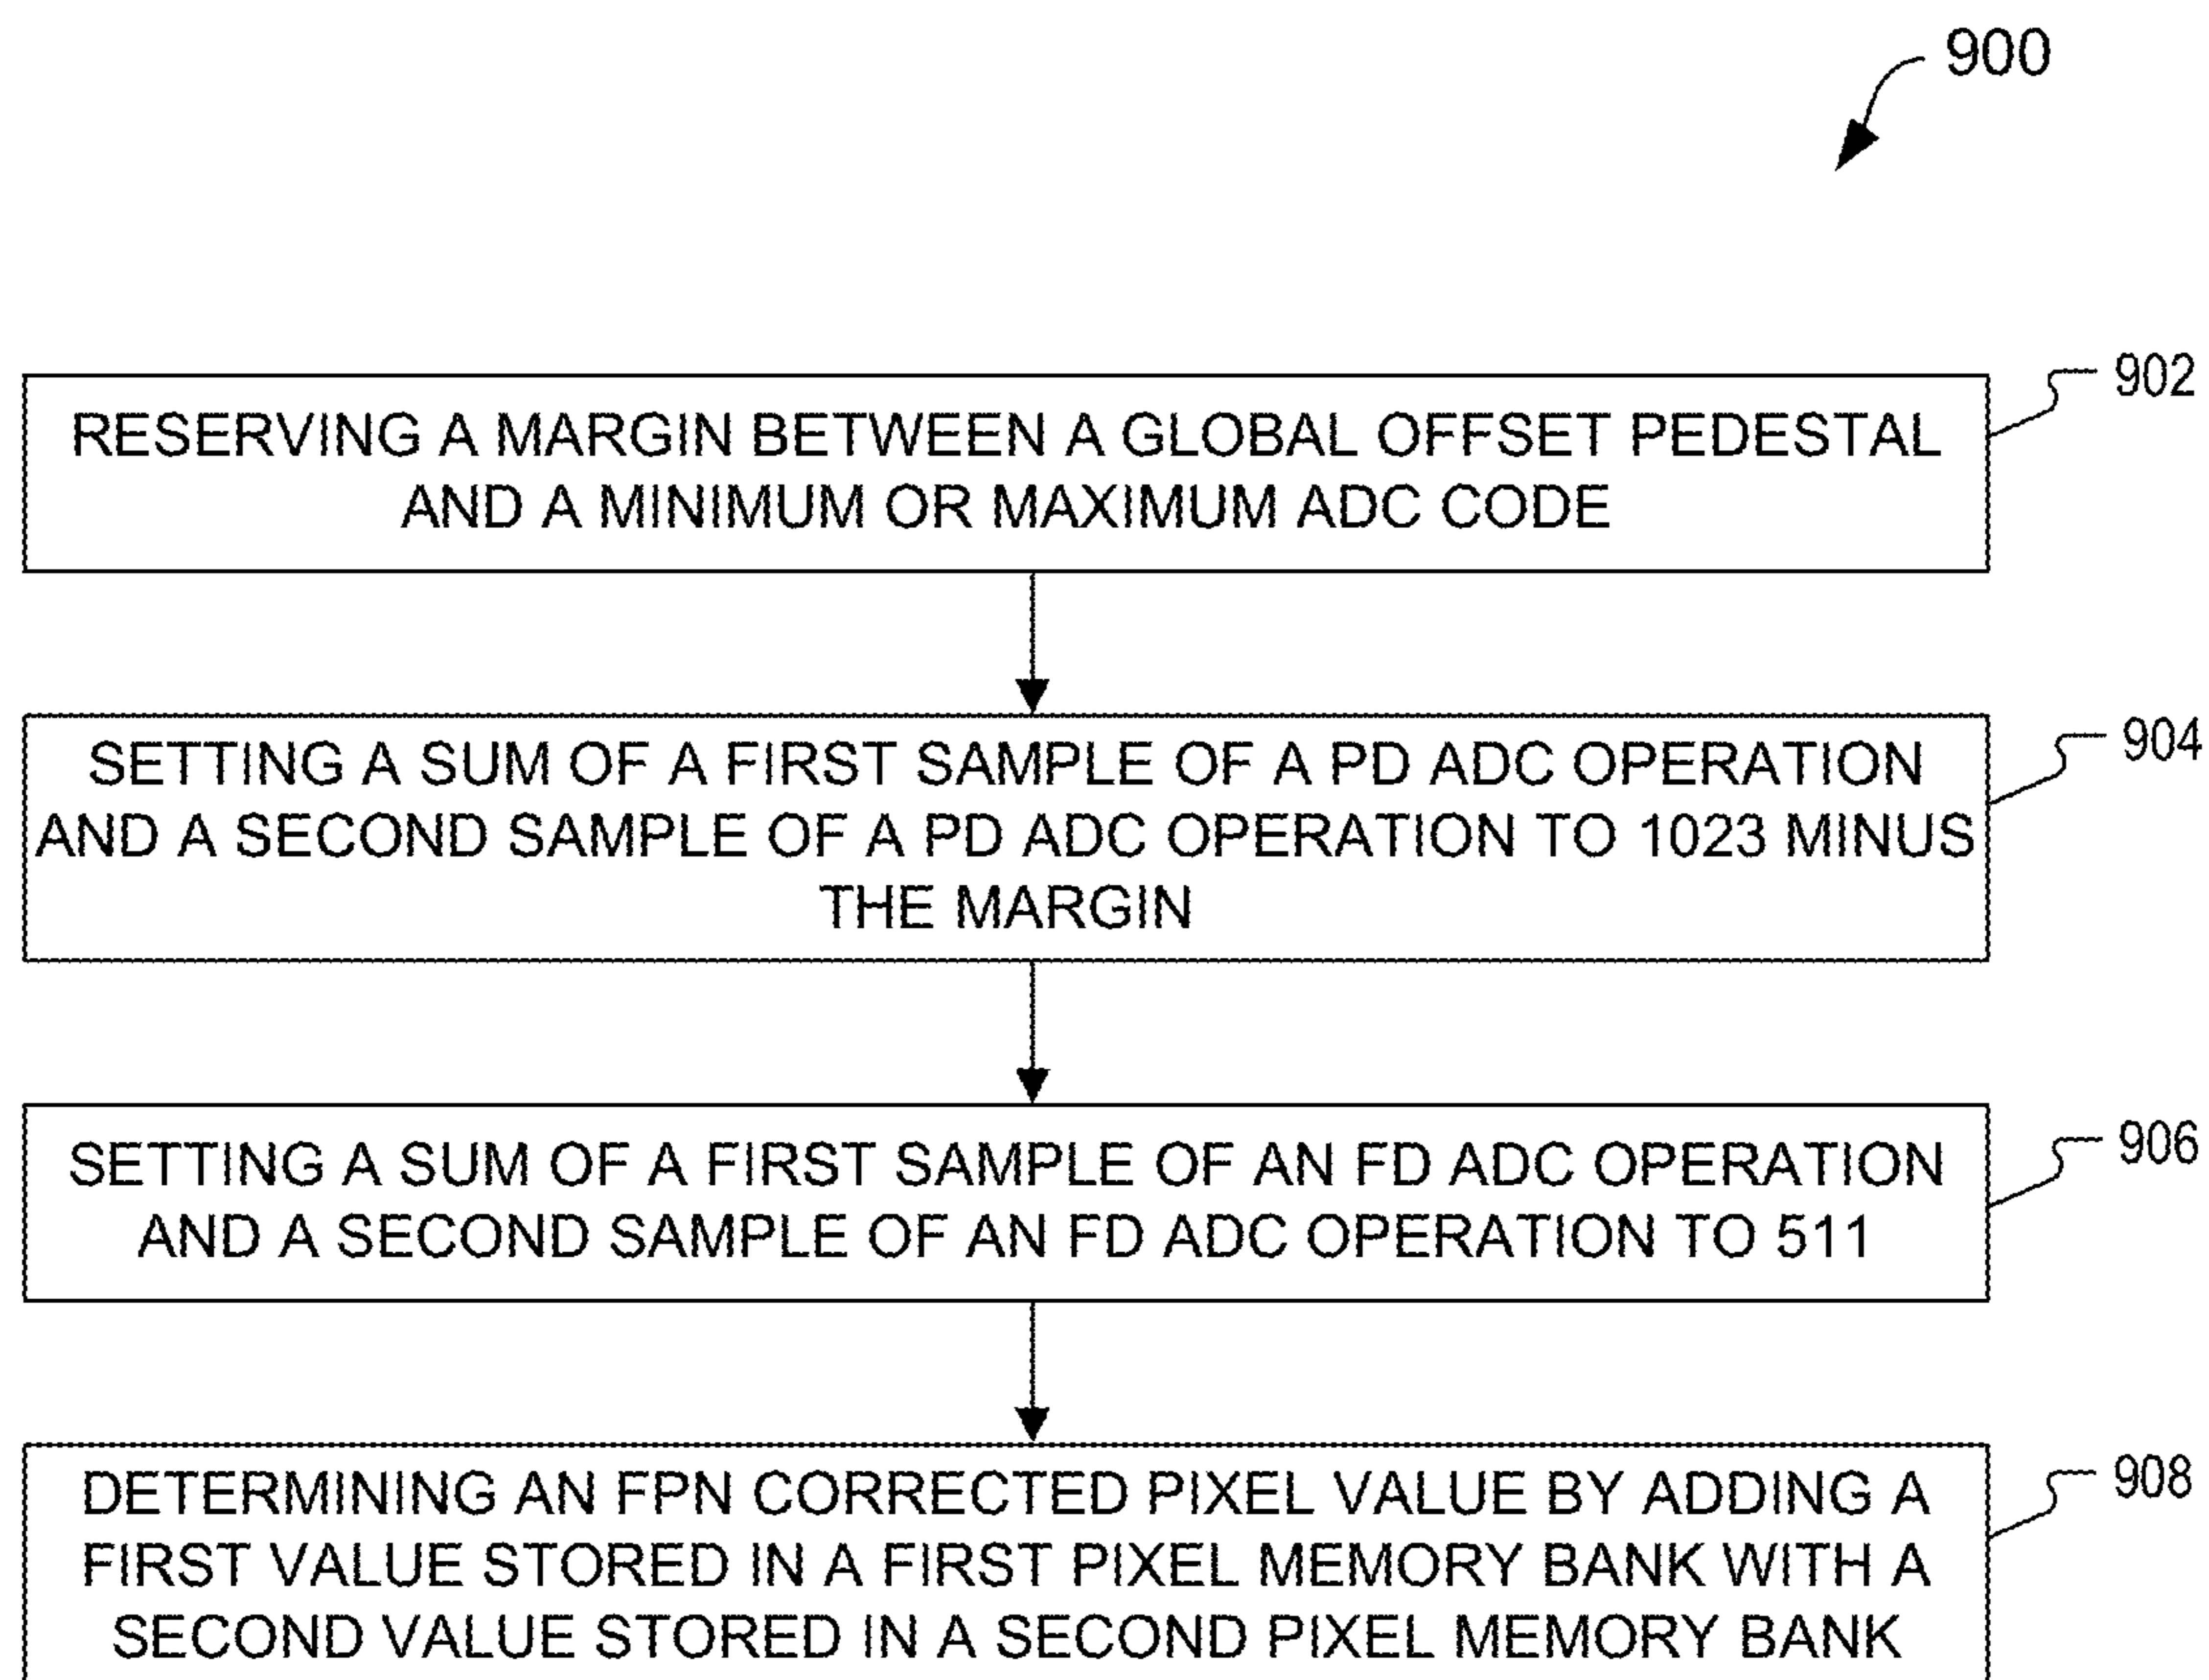 900
902
RESERVING A MARGIN BETWEEN A GLOBAL OFFSET PEDESTAL
AND A MINIMUM OR MAXIMUM ADC CODE
904
SETTING A SUM OF A FIRST SAMPLE OF A PD ADC OPERATION
AND A SECOND SAMPLE OF A PD ADC OPERATION TO 1023 MINUS
THE MARGIN
906
SETTING A SUM OF A FIRST SAMPLE OF AN FD ADC OPERATION
AND A SECOND SAMPLE OF AN FD ADC OPERATION TO 511
908
DETERMINING AN FPN CORRECTED PIXEL VALUE BY ADDING A
FIRST VALUE STORED IN A FIRST PIXEL MEMORY BANK WITH A
SECOND VALUE STORED IN A SECOND PIXEL MEMORY BANK